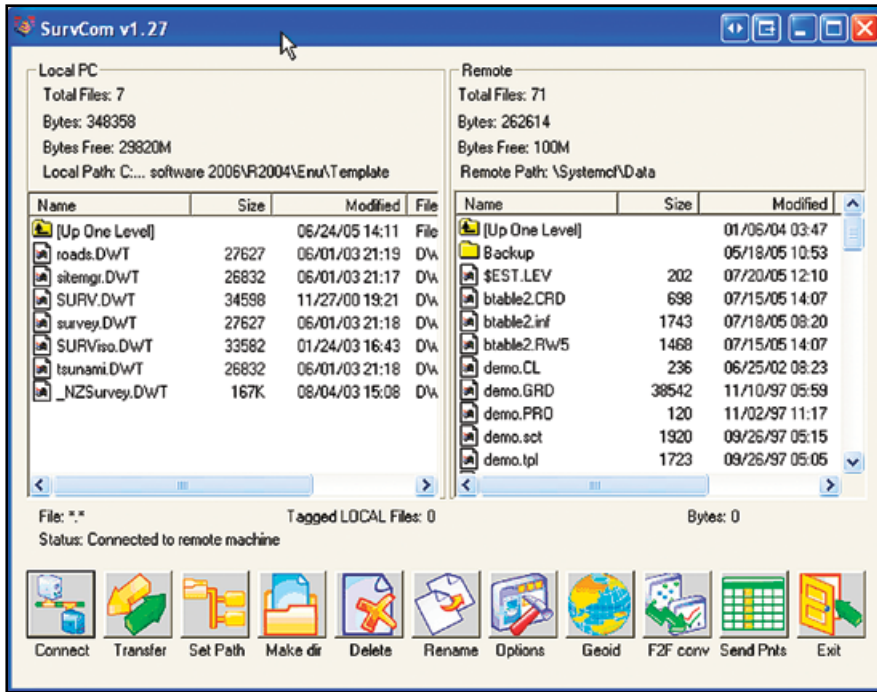 SurvCom v1.27
Local PC
Total Files: 7
Bytes: 348358
Bytes Free: 29820M
Local Path: C:... software 2006\R2004\Enu\Template
Name Size Modified File
[Up One Level] 06/24/05 14:11 File
roads.DWT 27627 06/01/03 21:19 DW
sitemgr.DWT 26832 06/01/03 21:17 DW
SURV.DWT 34598 11/27/00 19:21 DW
survey.DWT 27627 06/01/03 21:18 DW
SURViso.DWT 33582 01/24/03 16:43 DW
tsunami.DWT 26832 06/01/03 21:18 DW
_NZSurvey.DWT 167K 08/04/03 15:08 DW
Remote
Total Files: 71
Bytes: 262614
Bytes Free: 100M
Remote Path: \Systemcf\Data
Name Size Modified
[Up One Level] 01/06/04 03:47
Backup 05/18/05 10:53
$EST.LEV 202 07/20/05 12:10
btable2.CRD 698 07/15/05 14:07
btable2.inf 1743 07/18/05 08:20
btable2.RW5 1468 07/15/05 14:07
demo.CL 236 06/25/02 08:23
demo.GRD 38542 11/10/97 05:59
demo.PRO 120 11/02/97 11:17
demo.sct 1920 09/26/97 05:15
demo.tpl 1723 09/26/97 05:05
File: *.* Tagged LOCAL Files: 0 Bytes: 0
Status: Connected to remote machine
Connect Transfer Set Path Make dir Delete Rename Options Geoid F2F conv Send Pnts Exit